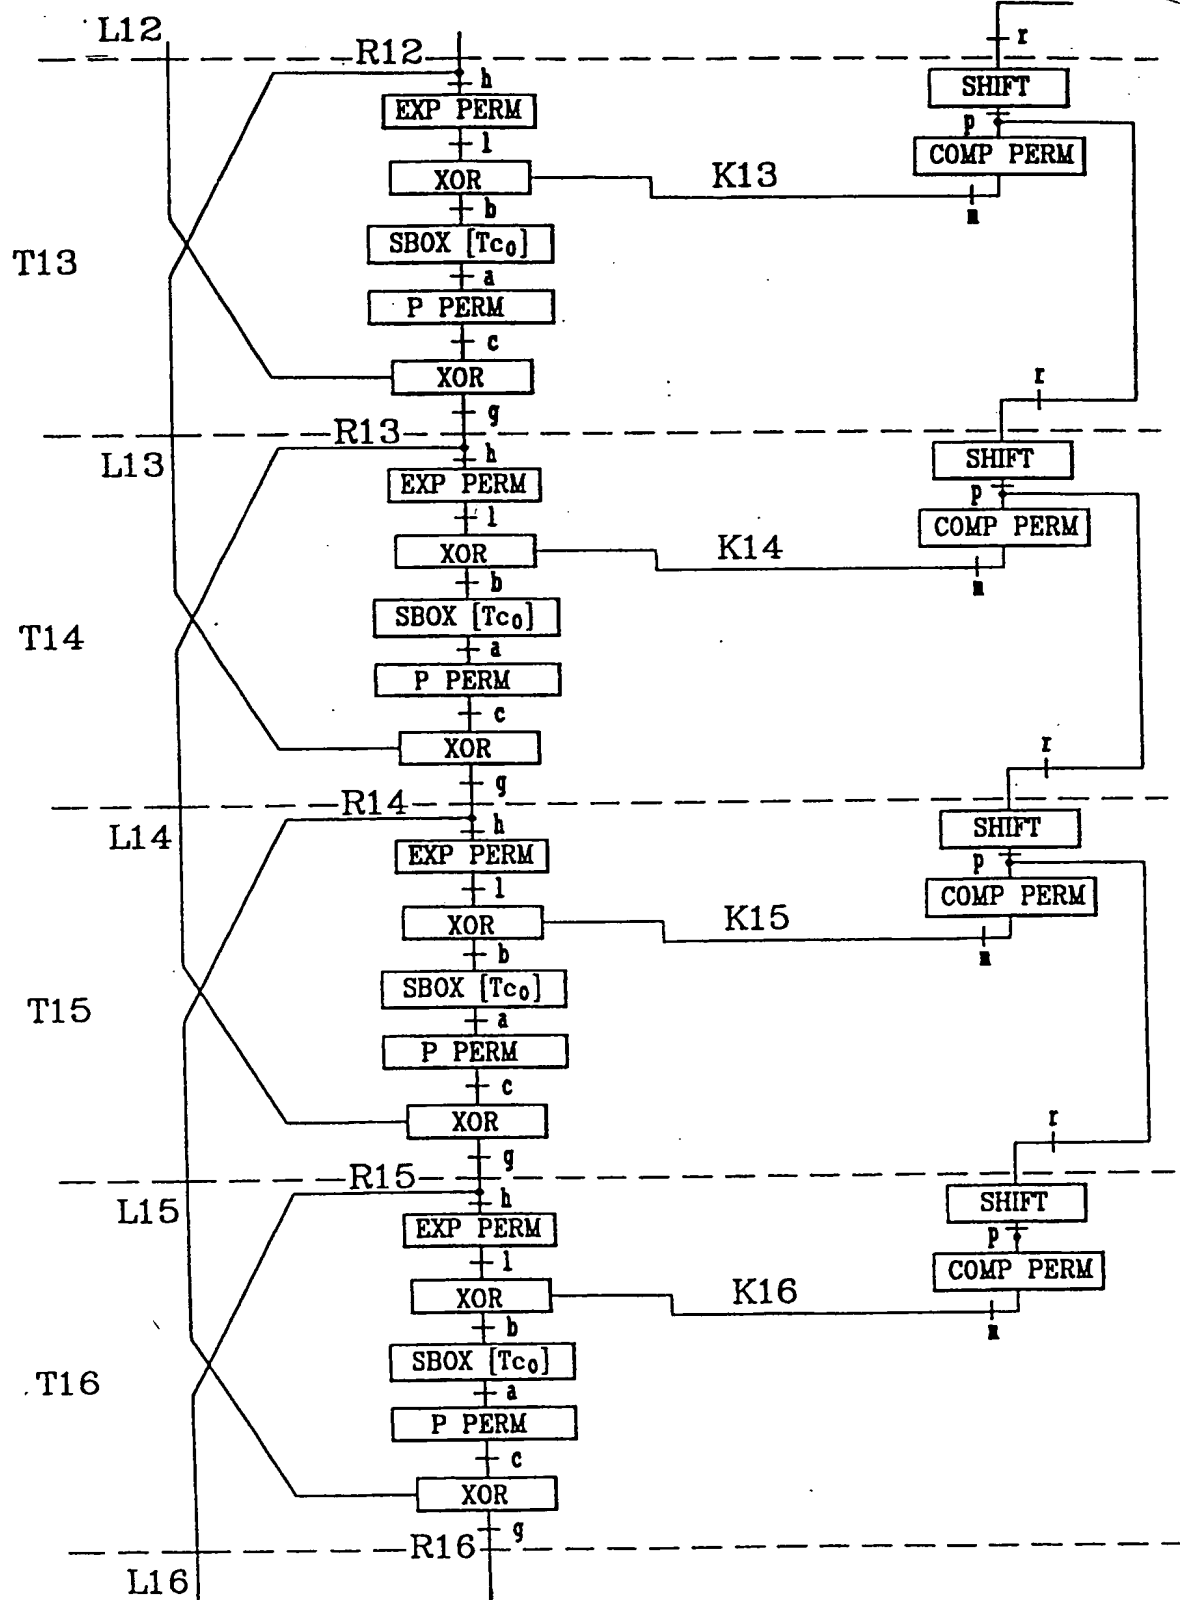 L12
R12
r
h
SHIFT
EXP PERM
p
l
COMP PERM
XOR
K13
m
b
SBOX [Tc0]
T13
a
P PERM
c
XOR
r
g
R13
L13
h
SHIFT
EXP PERM
p
l
COMP PERM
XOR
K14
m
b
SBOX [Tc0]
T14
a
P PERM
c
XOR
r
g
R14
L14
h
SHIFT
EXP PERM
p
l
COMP PERM
XOR
K15
m
b
SBOX [Tc0]
T15
a
P PERM
c
XOR
r
g
R15
L15
h
SHIFT
EXP PERM
p
l
COMP PERM
XOR
K16
m
b
SBOX [Tc0]
T16
a
P PERM
c
XOR
g
R16
L16